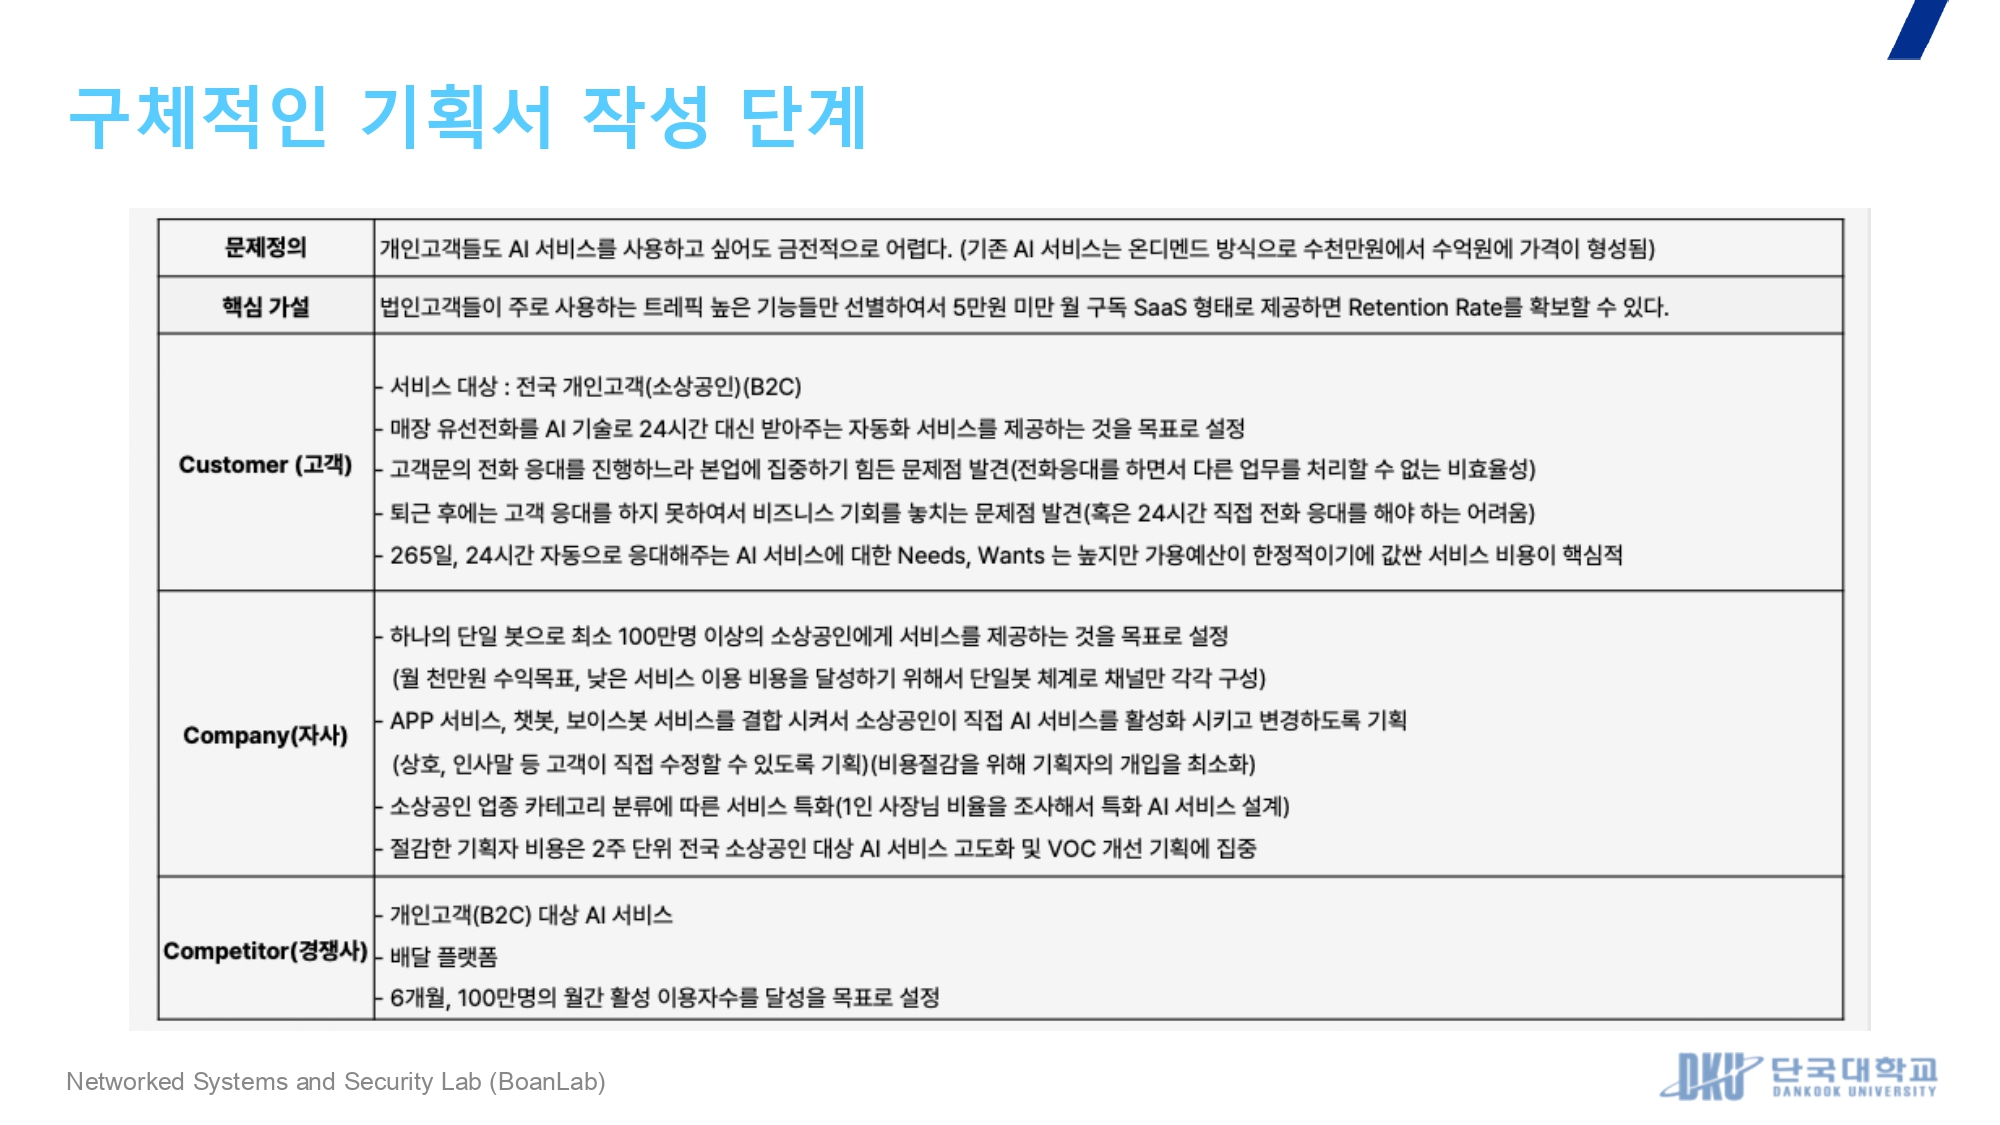 구체적인 기획서 작성 단계
문제정의
개인고객들도 AI 서비스를 사용하고 싶어도 금전적으로 어렵다. (기존 AI 서비스는 온디멘드 방식으로 수천만원에서 수억원에 가격이 형성됨)
핵심 가설
법인고객들이 주로 사용하는 트레픽 높은 기능들만 선별하여서 5만원 미만 월 구독 SaaS 형태로 제공하면 Retention Rate를 확보할 수 있다.
Customer (고객)
- 서비스 대상 : 전국 개인고객(소상공인)(B2C)
- 매장 유선전화를 AI 기술로 24시간 대신 받아주는 자동화 서비스를 제공하는 것을 목표로 설정
- 고객문의 전화 응대를 진행하느라 본업에 집중하기 힘든 문제점 발견(전화응대를 하면서 다른 업무를 처리할 수 없는 비효율성)
- 퇴근 후에는 고객 응대를 하지 못하여서 비즈니스 기회를 놓치는 문제점 발견(혹은 24시간 직접 전화 응대를 해야 하는 어려움)
- 265일, 24시간 자동으로 응대해주는 AI 서비스에 대한 Needs, Wants 는 높지만 가용예산이 한정적이기에 값싼 서비스 비용이 핵심적
Company(자사)
- 하나의 단일 봇으로 최소 100만명 이상의 소상공인에게 서비스를 제공하는 것을 목표로 설정
(월 천만원 수익목표, 낮은 서비스 이용 비용을 달성하기 위해서 단일봇 체계로 채널만 각각 구성)
- APP 서비스, 챗봇, 보이스봇 서비스를 결합 시켜서 소상공인이 직접 AI 서비스를 활성화 시키고 변경하도록 기획
(상호, 인사말 등 고객이 직접 수정할 수 있도록 기획)(비용절감을 위해 기획자의 개입을 최소화)
- 소상공인 업종 카테고리 분류에 따른 서비스 특화(1인 사장님 비율을 조사해서 특화 AI 서비스 설계)
- 절감한 기획자 비용은 2주 단위 전국 소상공인 대상 AI 서비스 고도화 및 VOC 개선 기획에 집중
Competitor(경쟁사)
- 개인고객(B2C) 대상 AI 서비스
- 배달 플랫폼
- 6개월, 100만명의 월간 활성 이용자수를 달성을 목표로 설정
Networked Systems and Security Lab (BoanLab)
DKU 단국대학교
DANKOOK UNIVERSITY